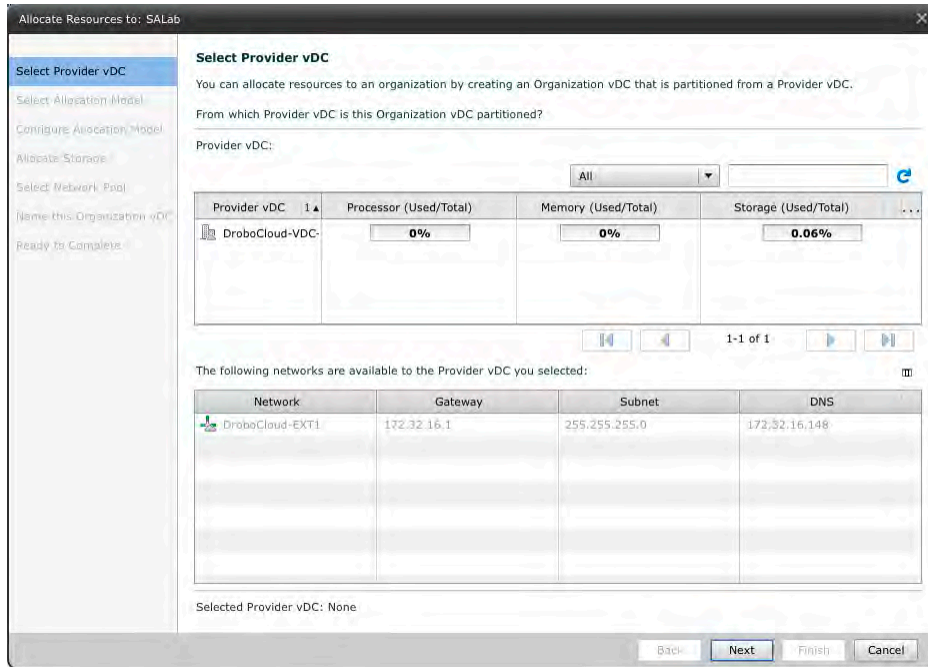 Allocate Resources to: SALab
Select Provider vDC
Select Allocation Model
Configure Allocation Model
Allocate Storage
Select Network Pool
Name this Organization vDC
Ready to Complete
Select Provider vDC
You can allocate resources to an organization by creating an Organization vDC that is partitioned from a Provider vDC.
From which Provider vDC is this Organization vDC partitioned?
Provider vDC:
All
Provider vDC 1▲ Processor (Used/Total) Memory (Used/Total) Storage (Used/Total) ...
DroboCloud-VDC- 0% 0% 0.06%
1-1 of 1
The following networks are available to the Provider vDC you selected:
Network Gateway Subnet DNS
DroboCloud-EXT1 172.32.16.1 255.255.255.0 172.32.16.148
Selected Provider vDC: None
Back Next Finish Cancel